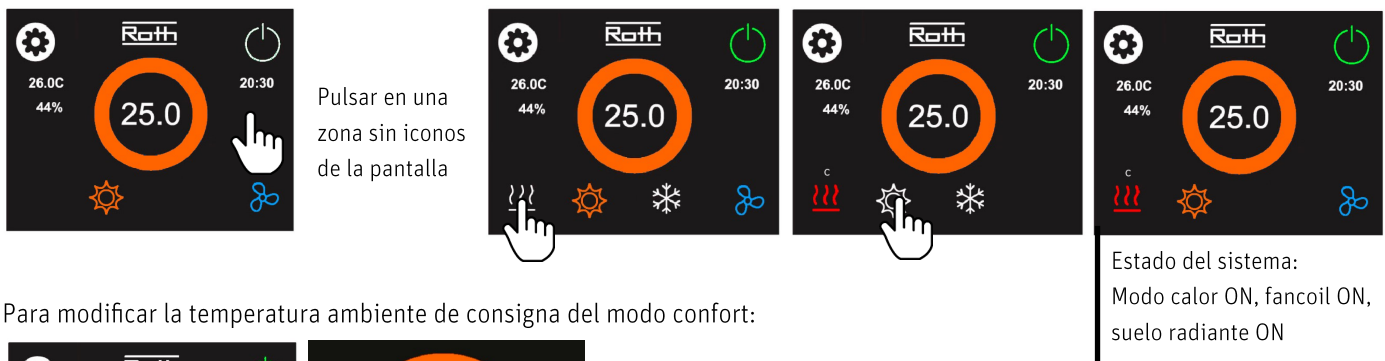 Roth
26.0C
44%
20:30
25.0
Pulsar en una
zona sin iconos
de la pantalla
Roth
26.0C
44%
20:30
25.0
Roth
26.0C
44%
20:30
25.0
C
Roth
26.0C
44%
20:30
25.0
C
Estado del sistema:
Modo calor ON, fancoil ON,
suelo radiante ON
Para modificar la temperatura ambiente de consigna del modo confort: